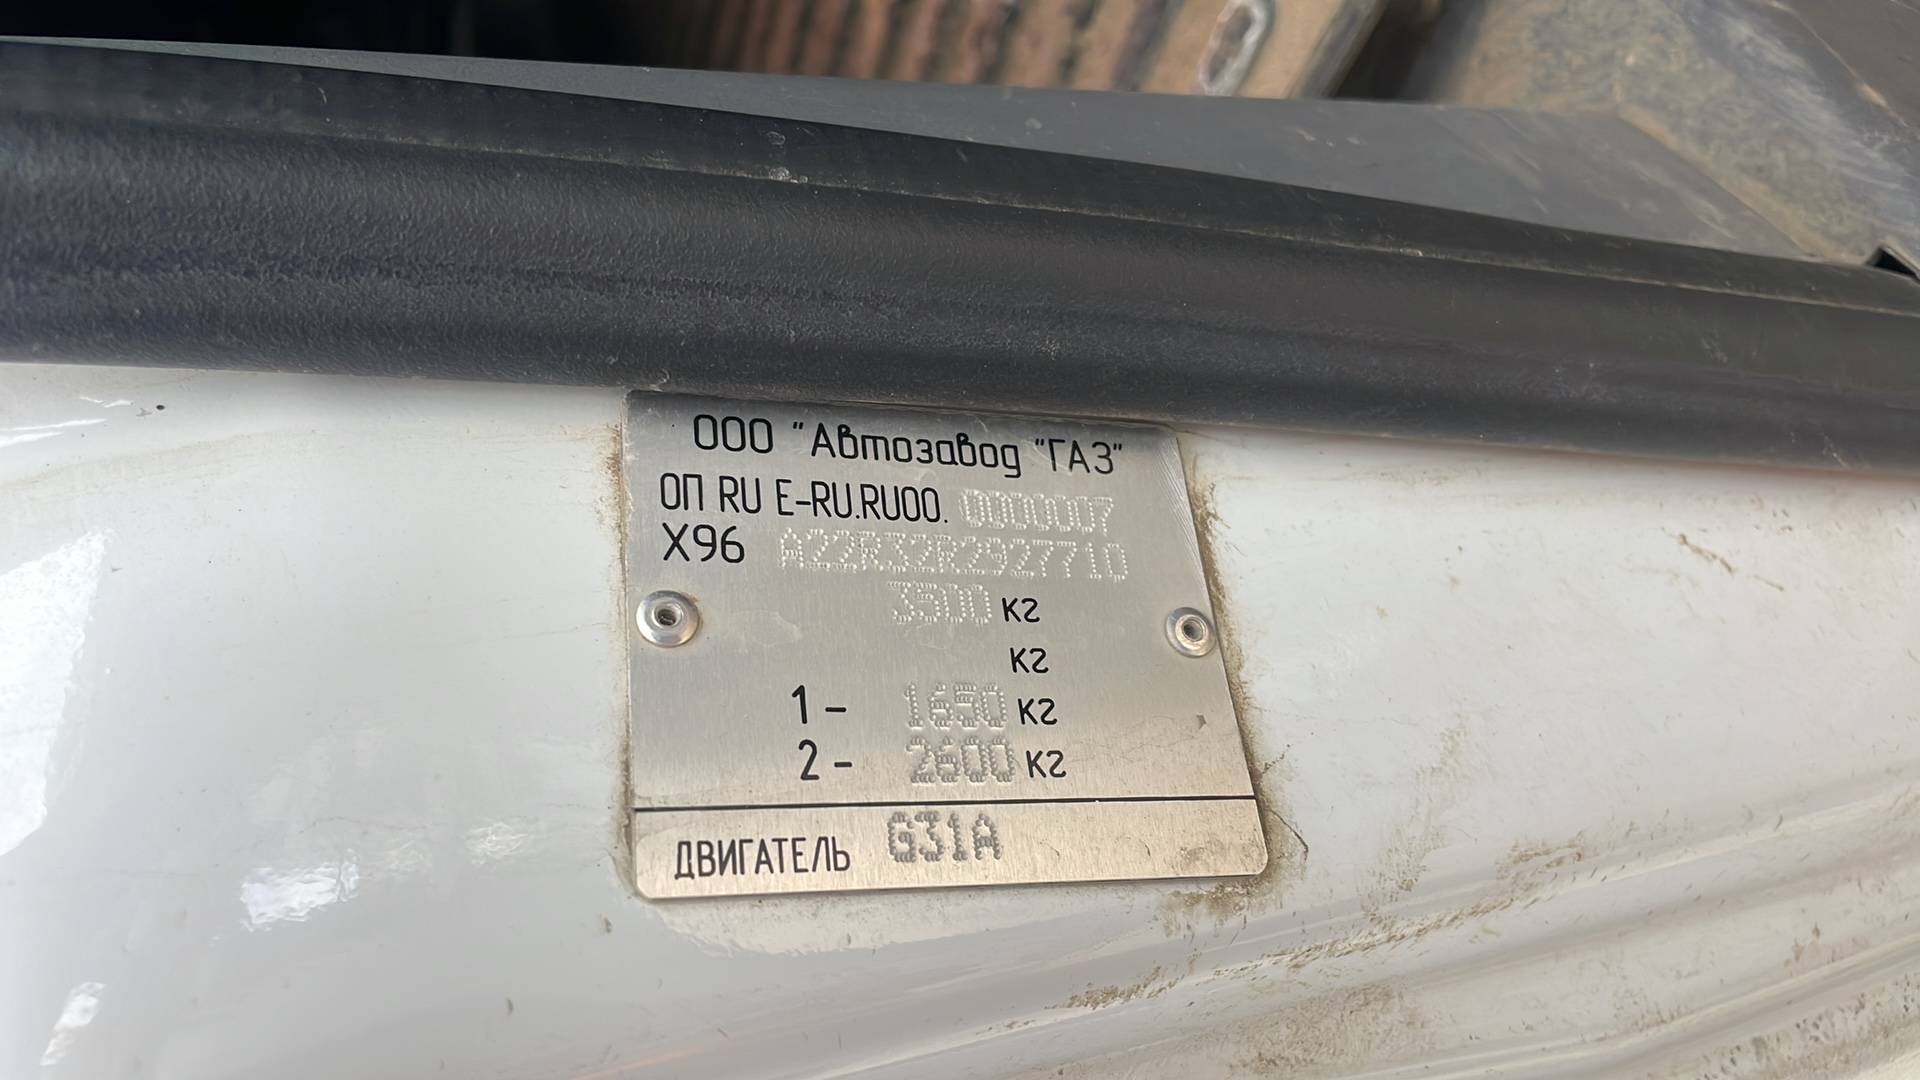 ООО "Автозавод "ГАЗ"
ОП RU E-RU.RU00. 0000007
X96 A22R32R2927710
3500 кг
кг
1 - 1650 кг
2 - 2600 кг
ДВИГАТЕЛЬ G31A